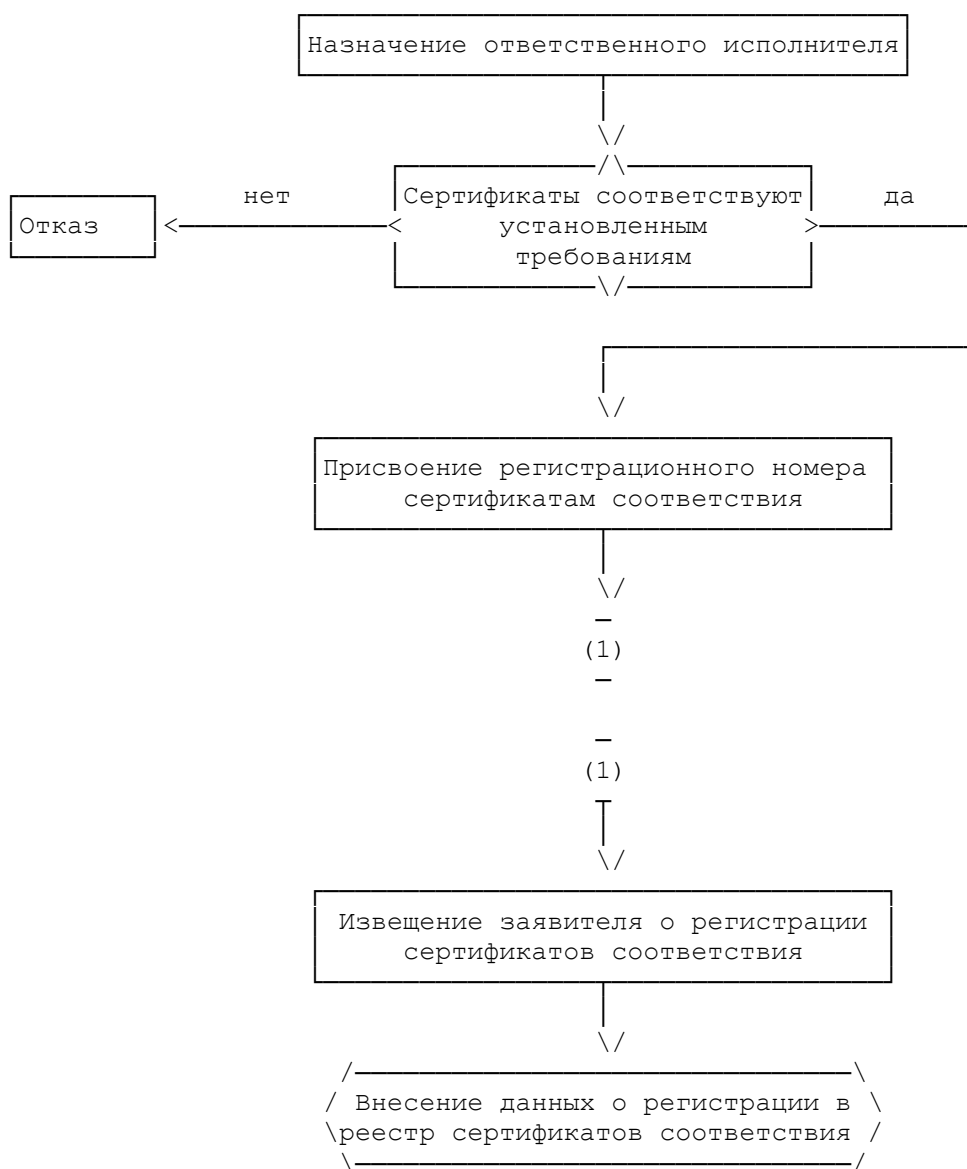 Назначение ответственного исполнителя
Сертификаты соответствуют
установленным
требованиям
нет
да
Отказ
Присвоение регистрационного номера
сертификатам соответствия
(1)
(1)
Извещение заявителя о регистрации
сертификатов соответствия
Внесение данных о регистрации в
реестр сертификатов соответствия